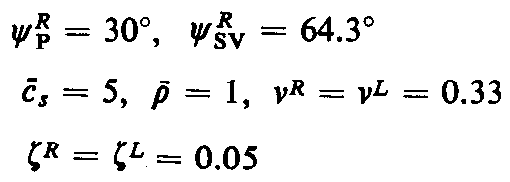 ψ_P^R = 30°, ψ_SV^R = 64.3°
c̄_s = 5, ρ̄ = 1, ν^R = ν^L = 0.33
ζ^R = ζ^L = 0.05